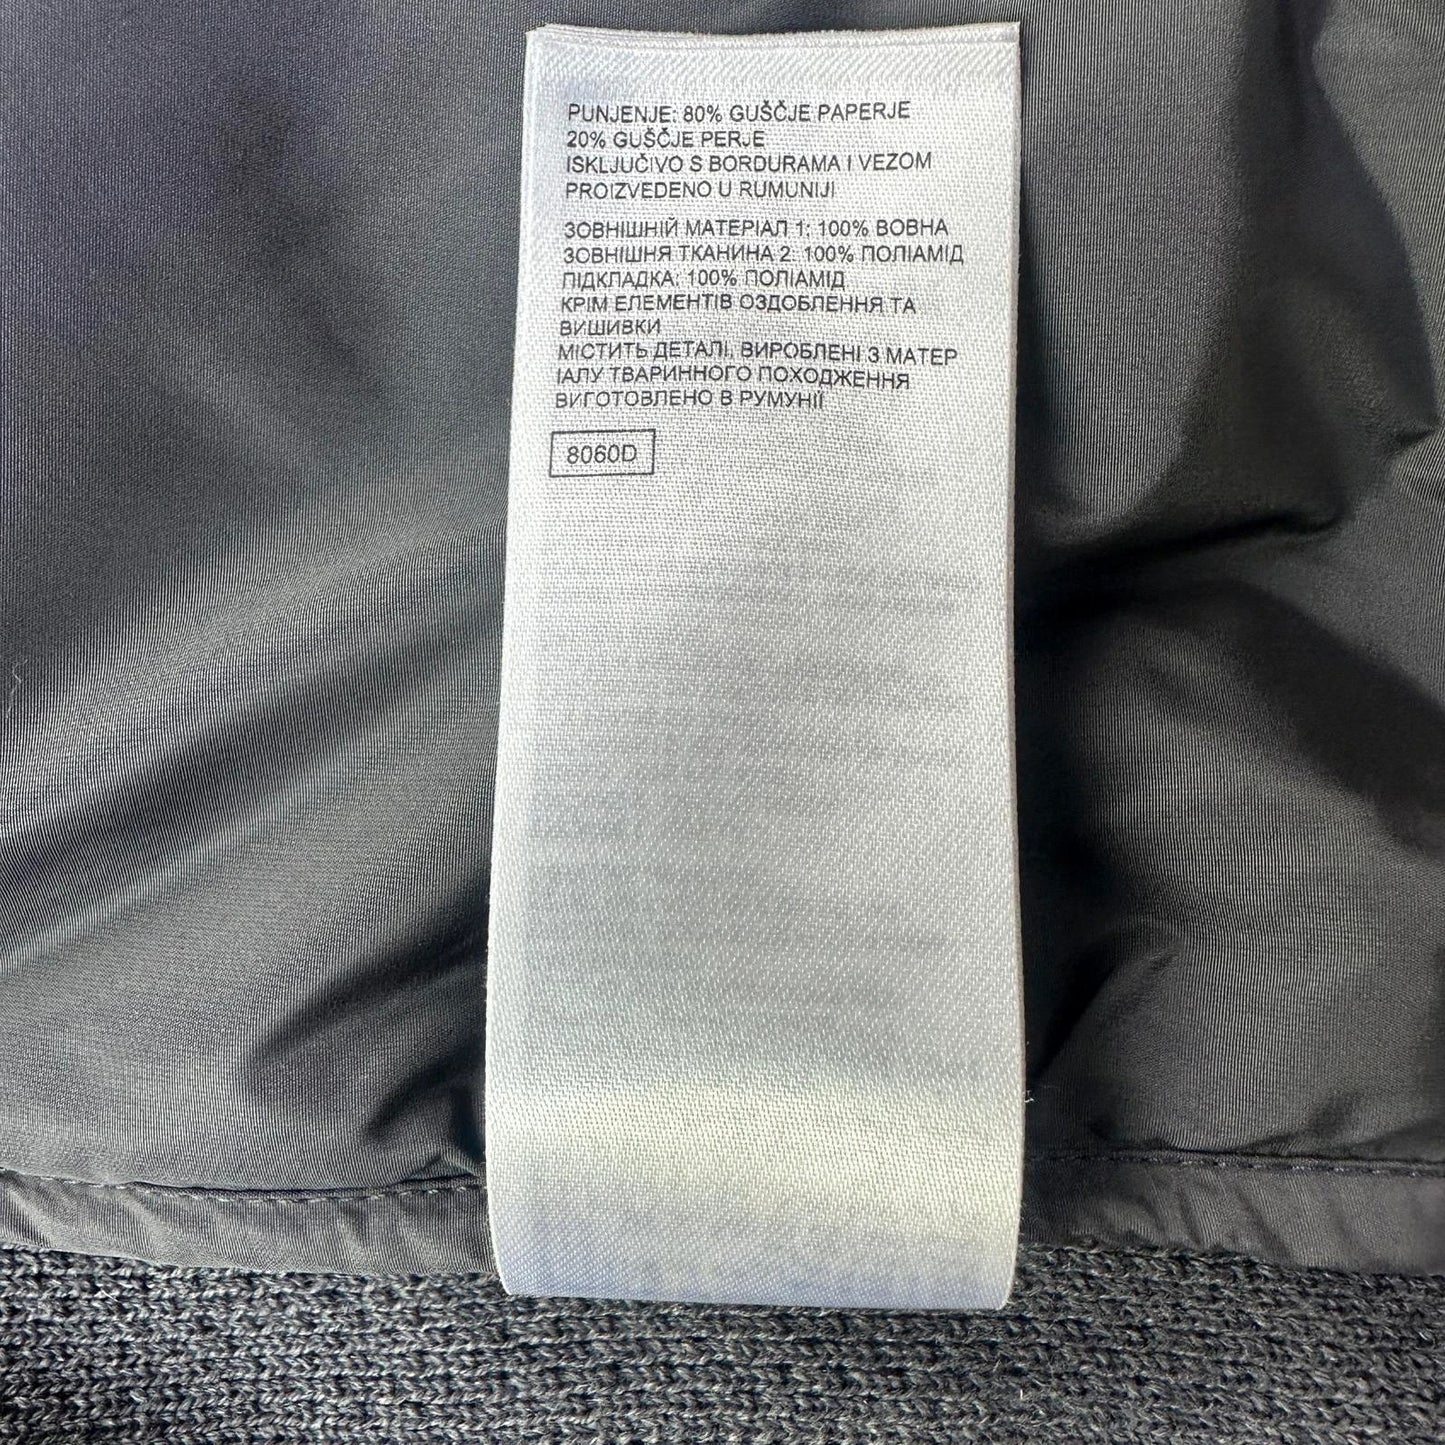 PUNJENJE: 80% GUŠČJE PAPERJE
20% GUŠČJE PERJE
ISKLJUČIVO S BORDURAMA I VEZOM
PROIZVEDENO U RUMUNIJI
ЗОВНІШНІЙ МАТЕРІАЛ 1: 100% ВОВНА
ЗОВНІШНЯ ТКАНИНА 2: 100% ПОЛІАМІД
ПІДКЛАДКА: 100% ПОЛІАМІД
КРІМ ЕЛЕМЕНТІВ ОЗДОБЛЕННЯ ТА
ВИШИВКИ
МІСТИТЬ ДЕТАЛІ, ВИРОБЛЕНІ З МАТЕР
ІАЛУ ТВАРИННОГО ПОХОДЖЕННЯ
ВИГОТОВЛЕНО В РУМУНІЇ
8060D